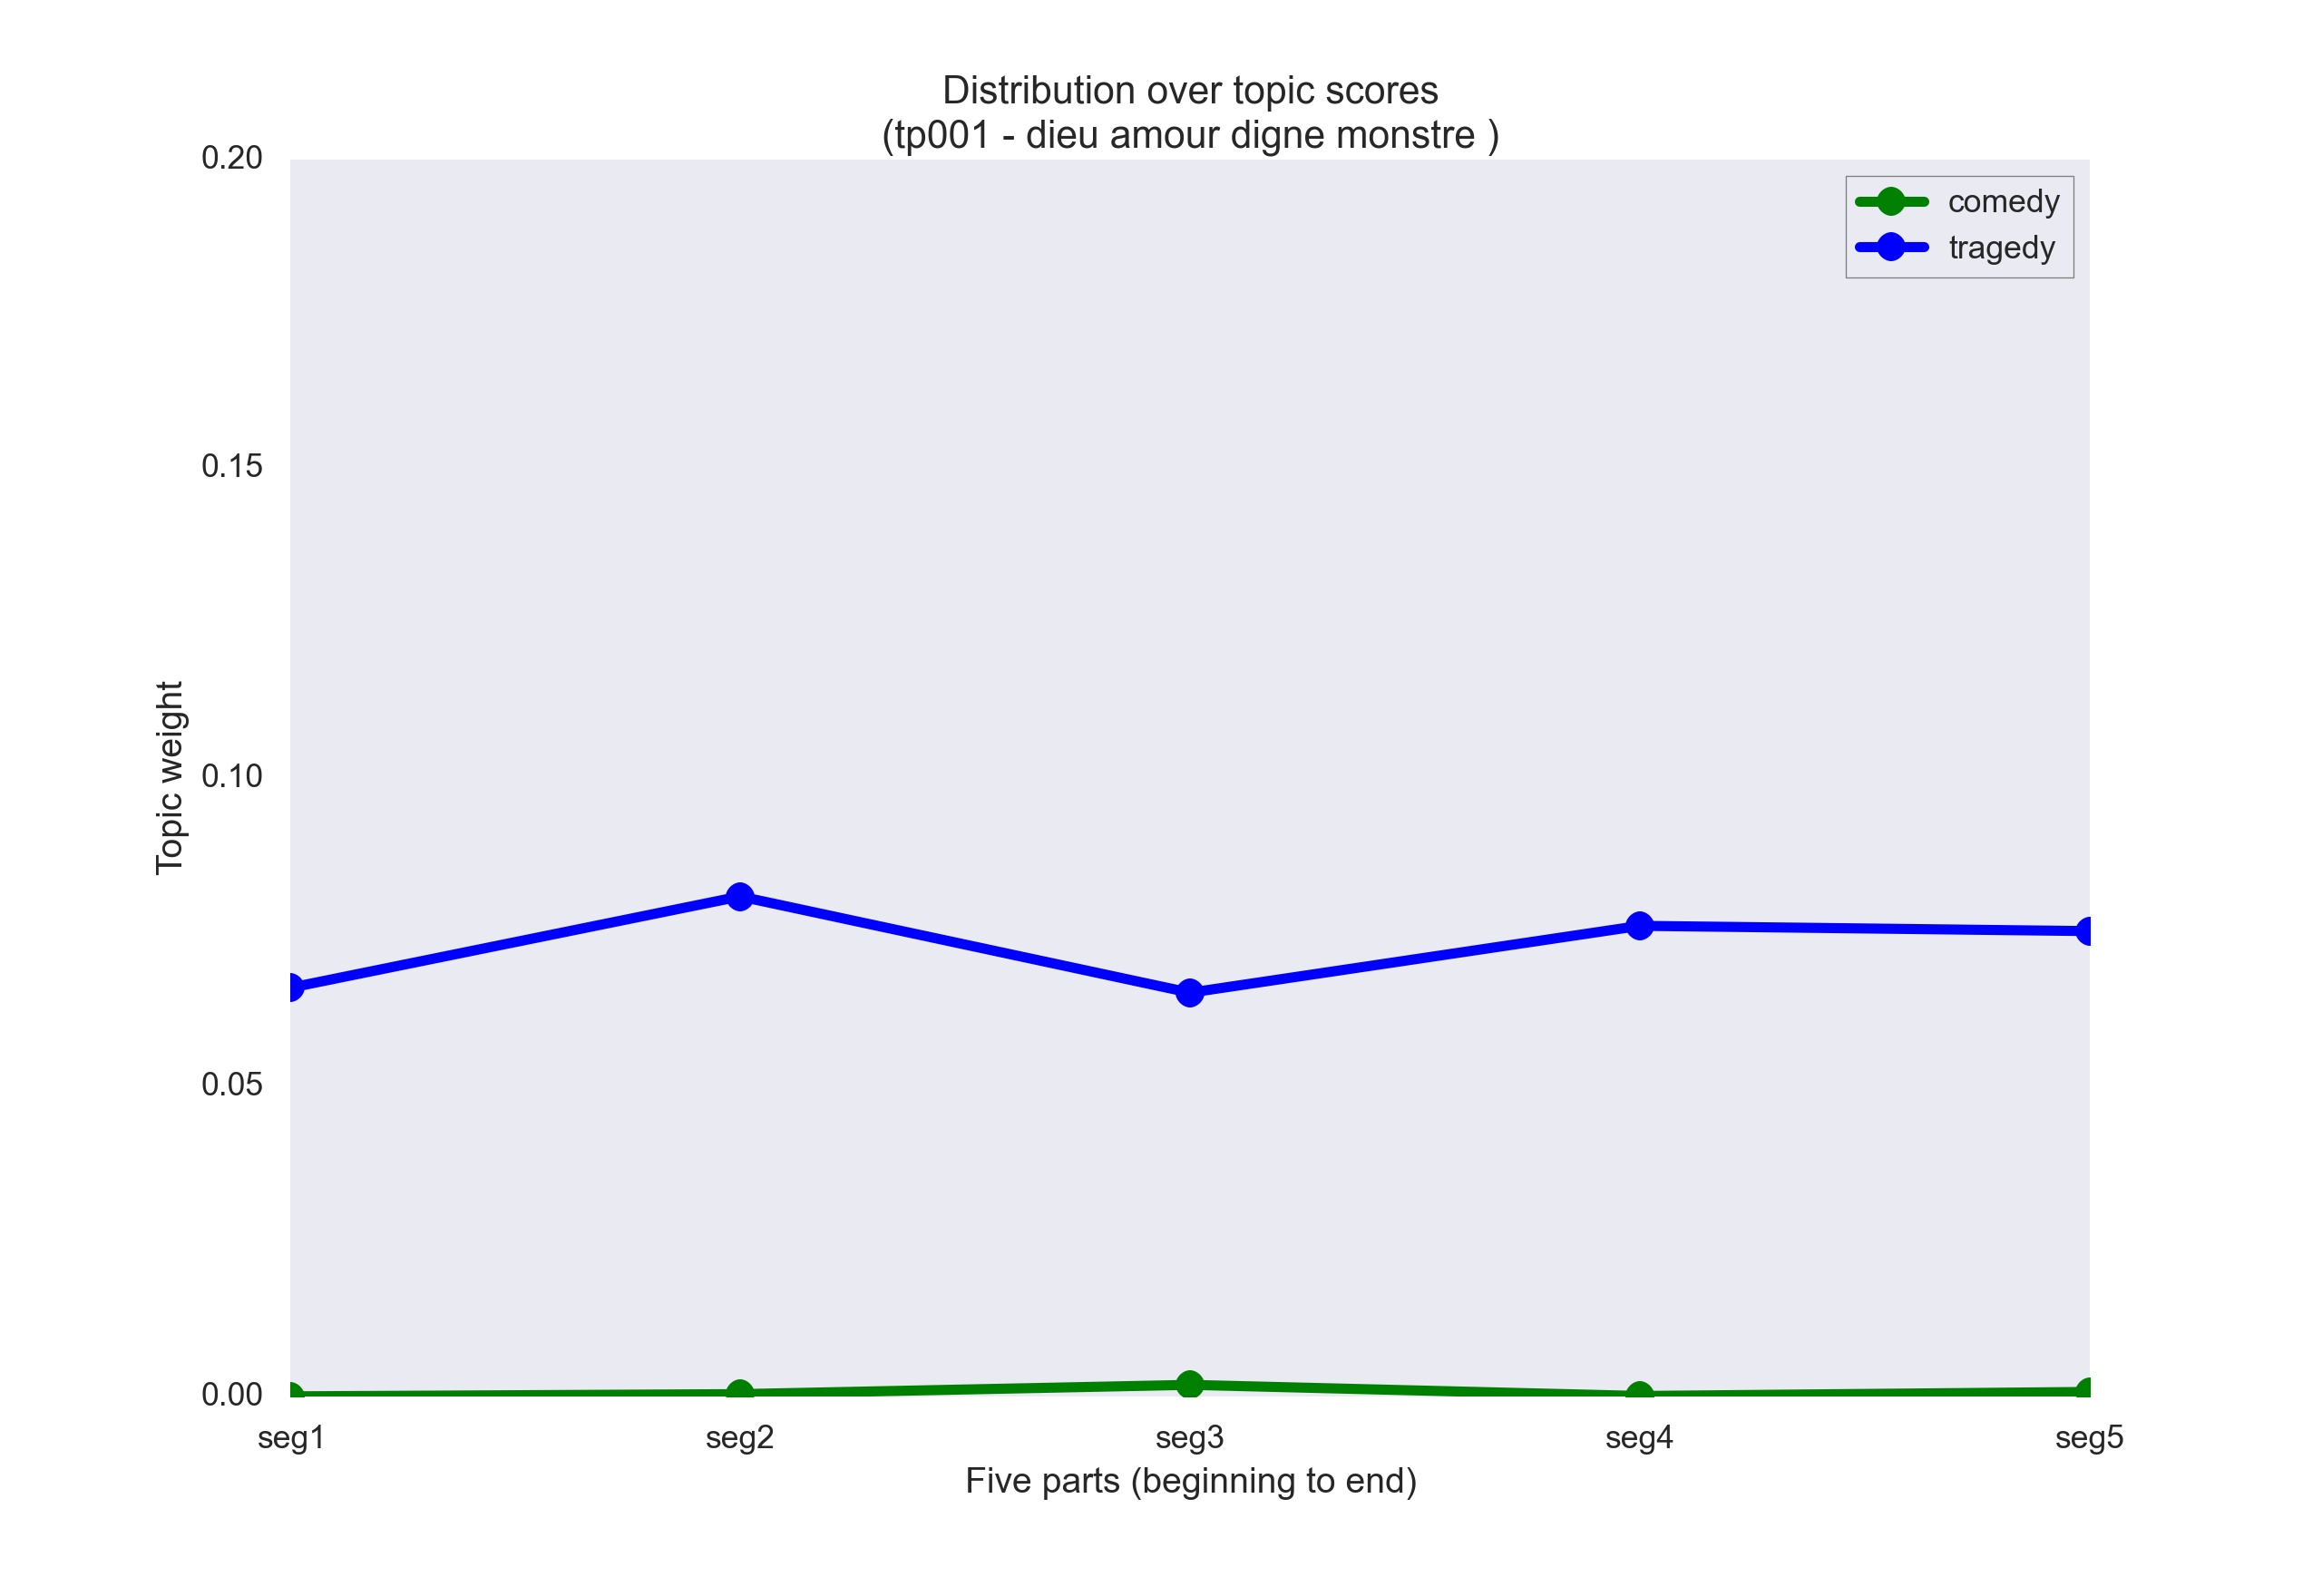 Distribution over topic scores
(tp001 - dieu amour digne monstre )
0.20
0.15
0.10
0.05
0.00
Topic weight
comedy
tragedy
seg1
seg2
seg3
seg4
seg5
Five parts (beginning to end)